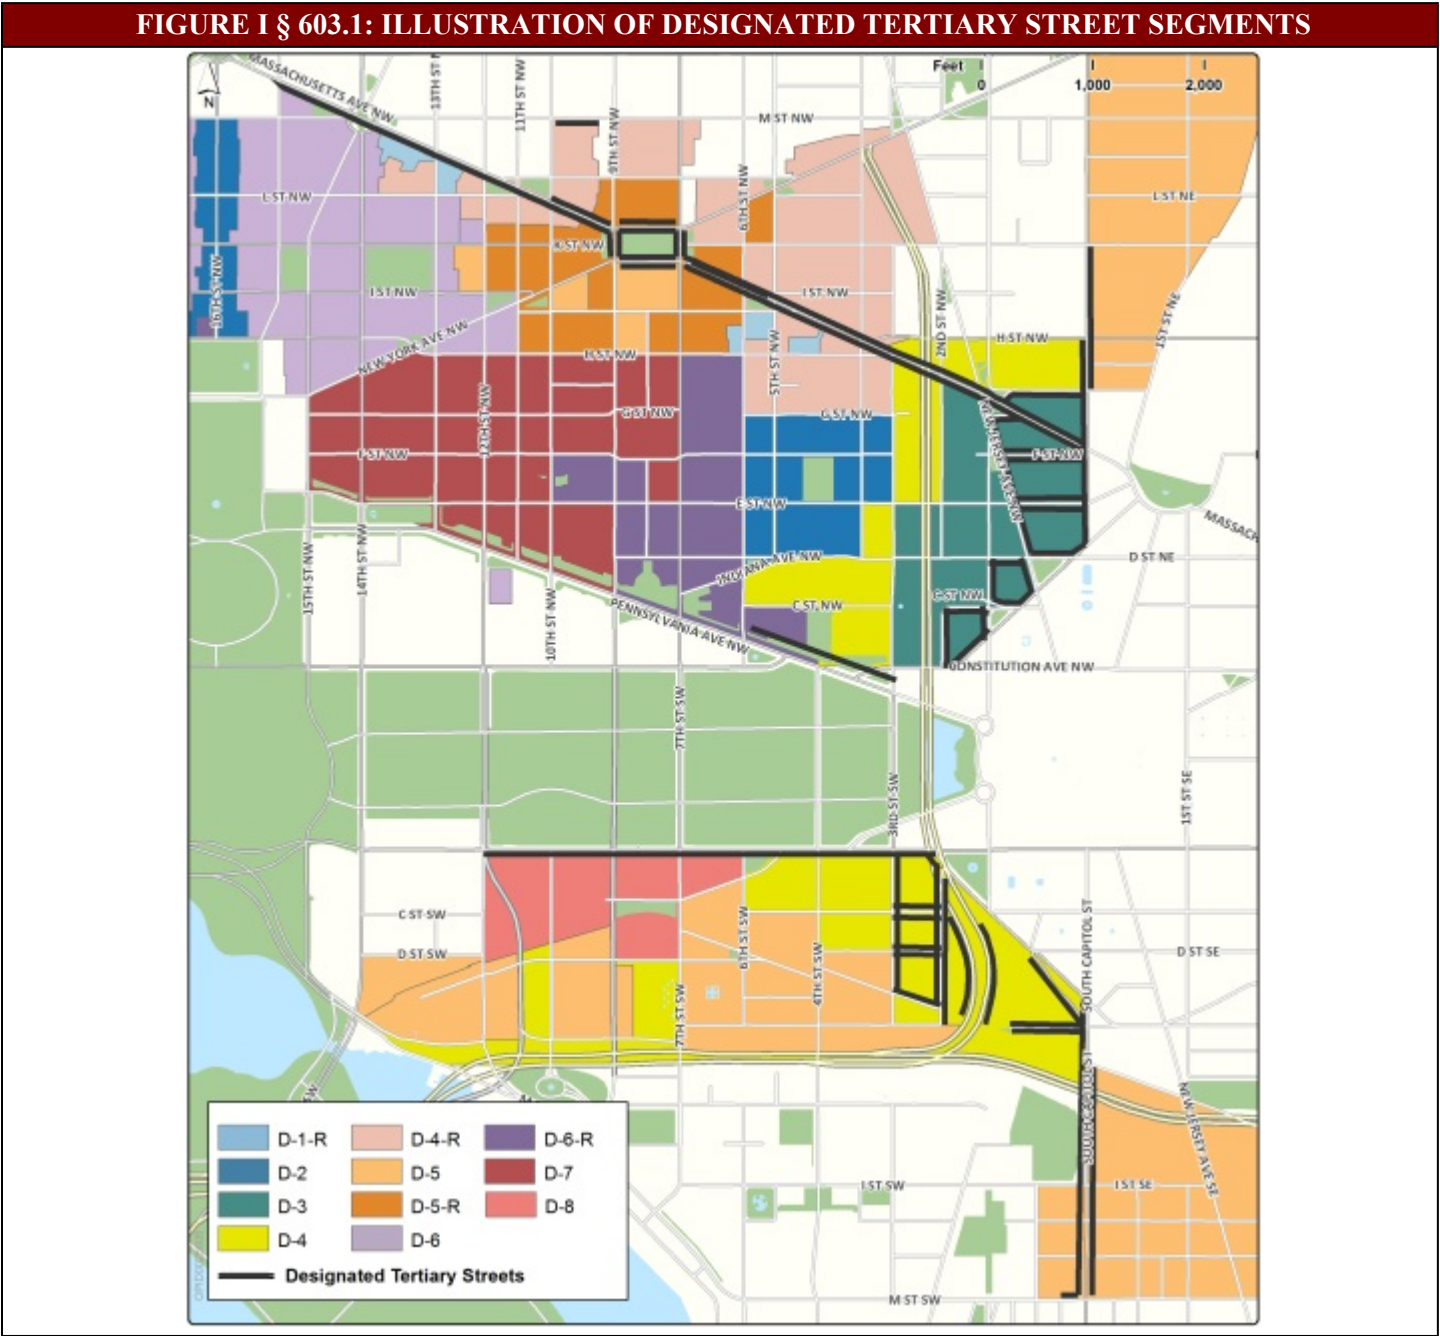 FIGURE I § 603.1: ILLUSTRATION OF DESIGNATED TERTIARY STREET SEGMENTS
Feet
0
1,000
2,000
N
MASSACHUSETTS AVE NW
13TH ST N
11TH ST NW
9TH ST NW
M ST NW
6TH ST NW
L ST NW
L ST NE
K ST NW
16TH ST NW
I ST NW
I ST NW
2ND ST NW
1ST ST NE
NEW YORK AVE NW
H ST NW
H ST NW
5TH ST NW
12TH ST NW
G ST NW
G ST NW
NEW JERSEY AVE NW
F ST NW
F ST NW
E ST NW
MASSACH
15TH ST NW
14TH ST NW
10TH ST NW
INDIANA AVE NW
D ST NE
C ST NW
C ST NW
PENNSYLVANIA AVE NW
CONSTITUTION AVE NW
7TH ST SW
3RD ST SW
1ST ST SE
C ST SW
D ST SW
6TH ST SW
4TH ST SW
7TH ST SW
SOUTH CAPITOL ST
D ST SE
SOUTH CAPITOL ST
NEW JERSEY AVE SE
SW
I ST SW
I ST SE
M ST SW
D-1-R
D-4-R
D-6-R
D-2
D-5
D-7
D-3
D-5-R
D-8
D-4
D-6
Designated Tertiary Streets